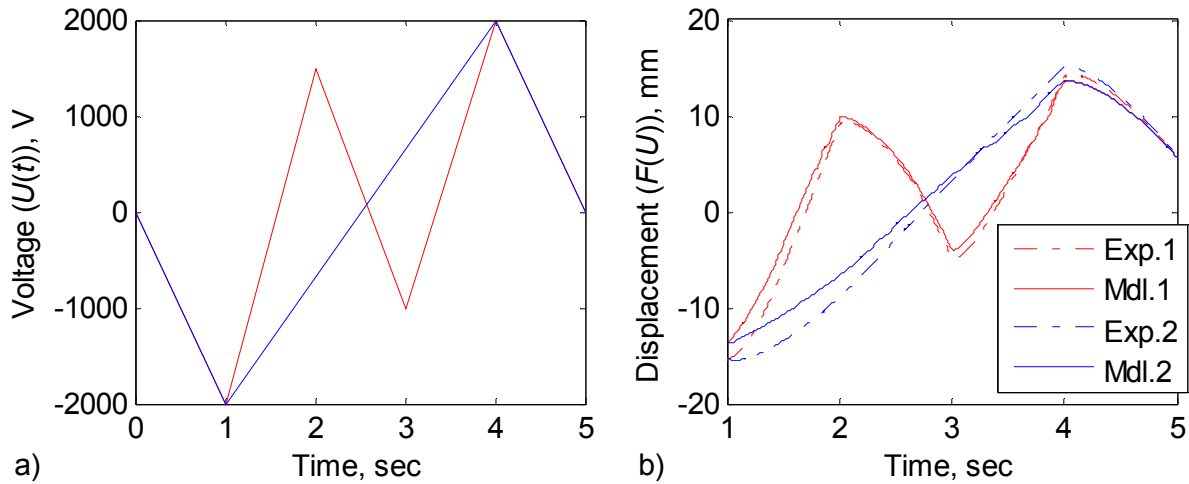 Voltage (U(t)), V
2000
1000
0
-1000
-2000
0 1 2 3 4 5
Time, sec
a)
Displacement (F(U)), mm
20
10
0
-10
-20
1 2 3 4 5
Time, sec
b)
Exp.1
Mdl.1
Exp.2
Mdl.2